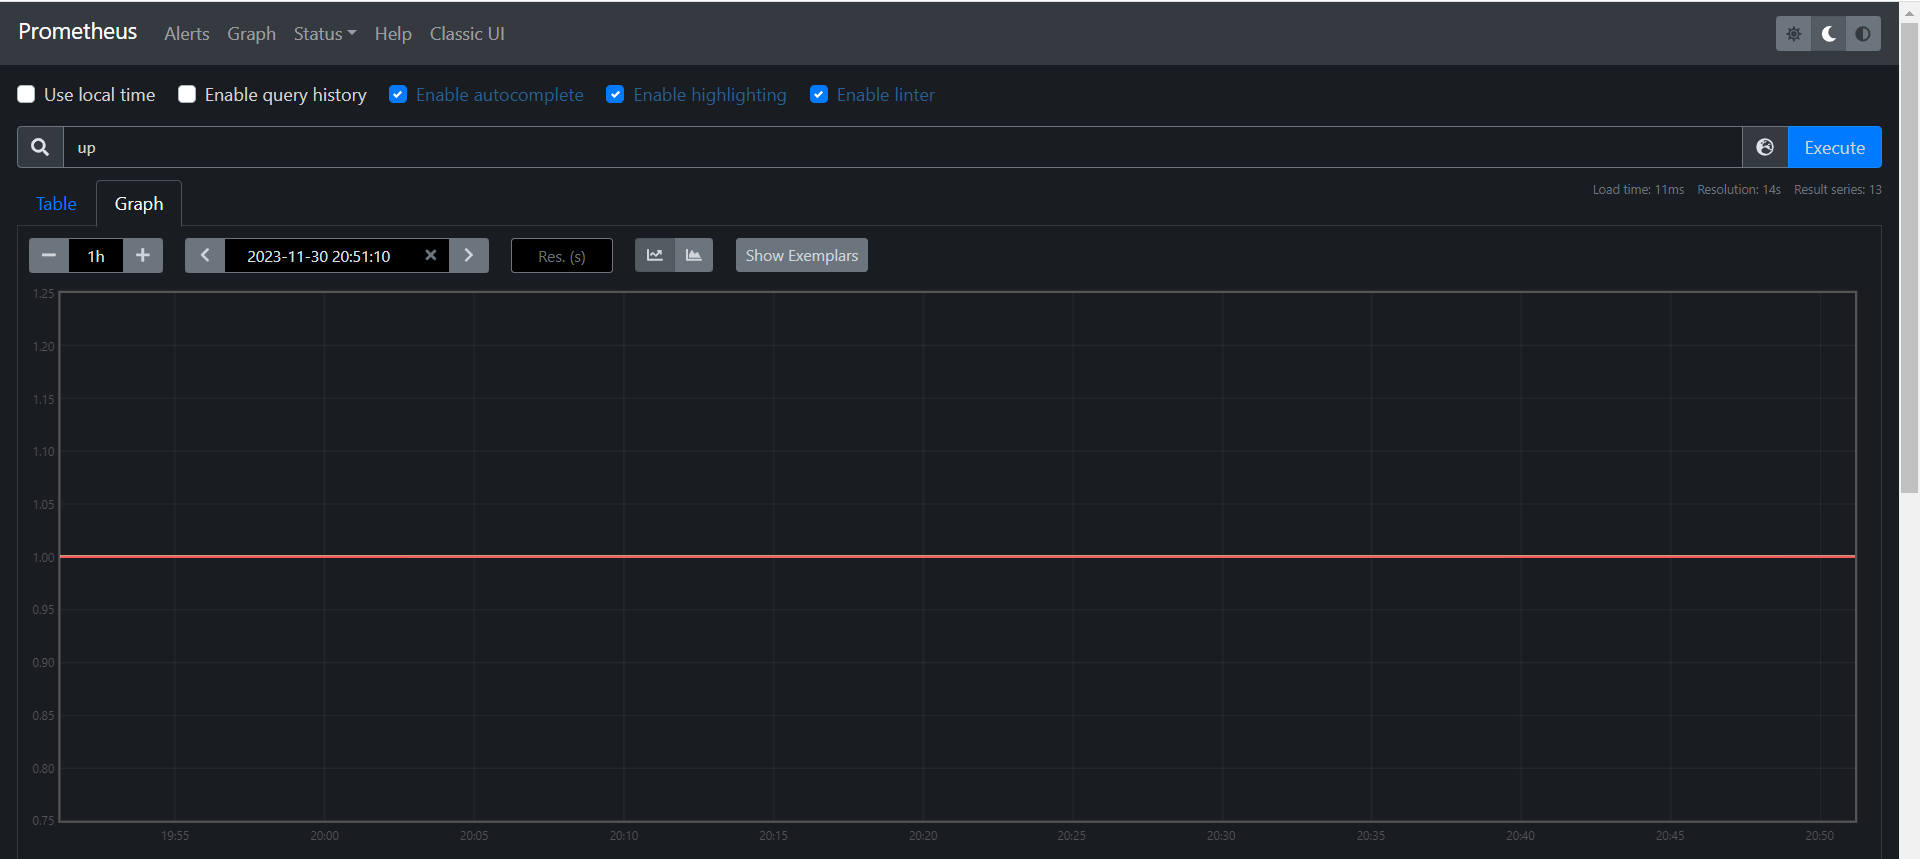 Prometheus Alerts Graph Status Help Classic UI
Use local time Enable query history Enable autocomplete Enable highlighting Enable linter
up Execute
Load time: 11ms Resolution: 14s Result series: 13
Table Graph
1h 2023-11-30 20:51:10 Res. (s) Show Exemplars
1.25
1.20
1.15
1.10
1.05
1.00
0.95
0.90
0.85
0.80
0.75
19:55 20:00 20:05 20:10 20:15 20:20 20:25 20:30 20:35 20:40 20:45 20:50